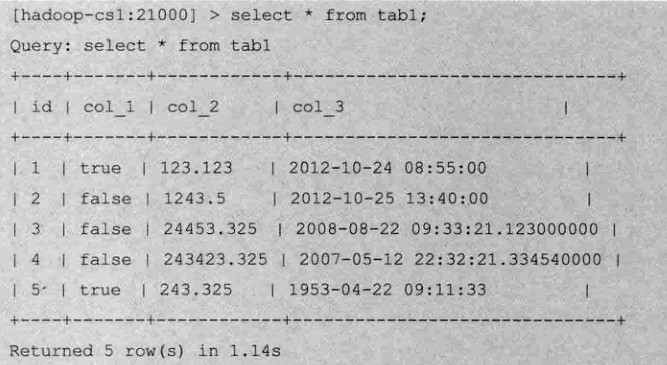 [hadoop-cs1:21000] > select * from tab1;
Query: select * from tab1
+----+-------+------------+-------------------------------+
| id | col_1 | col_2 | col_3 |
+----+-------+------------+-------------------------------+
| 1 | true | 123.123 | 2012-10-24 08:55:00 |
| 2 | false | 1243.5 | 2012-10-25 13:40:00 |
| 3 | false | 24453.325 | 2008-08-22 09:33:21.123000000 |
| 4 | false | 243423.325 | 2007-05-12 22:32:21.334540000 |
| 5 | true | 243.325 | 1953-04-22 09:11:33 |
+----+-------+------------+-------------------------------+
Returned 5 row(s) in 1.14s